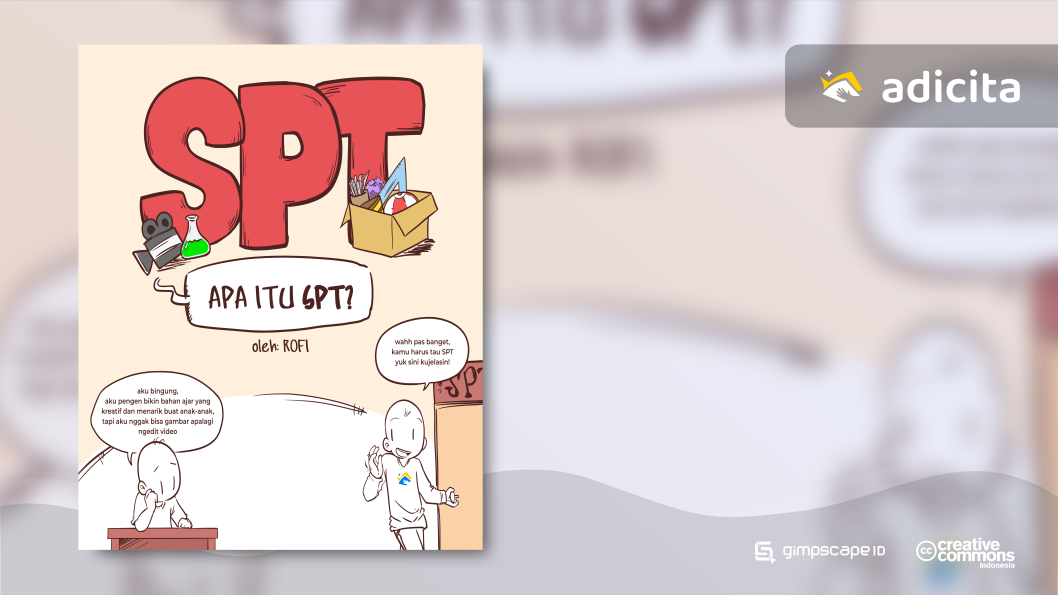 SPT
APA ITU SPT?
oleh: ROFI
wahh pas banget,
kamu harus tau SPT
yuk sini kujelasin!
SPT
aku bingung,
aku pengen bikin bahan ajar yang
kreatif dan menarik buat anak-anak,
tapi aku nggak bisa gambar apalagi
ngedit video
adicita
gimpscape ID
cc creative
commons
Indonesia